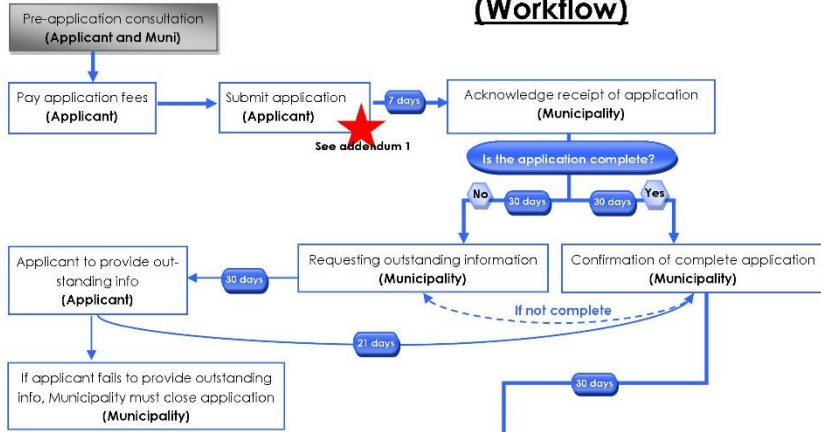 (Workflow)
Pre-application consultation
(Applicant and Muni)
Pay application fees
(Applicant)
Submit application
(Applicant)
7 days
Acknowledge receipt of application
(Municipality)
See addendum 1
Is the application complete?
No
30 days
30 days
Yes
Applicant to provide out-
standing info
(Applicant)
30 days
Requesting outstanding information
(Municipality)
Confirmation of complete application
(Municipality)
If not complete
21 days
If applicant fails to provide outstanding
info, Municipality must close application
(Municipality)
30 days